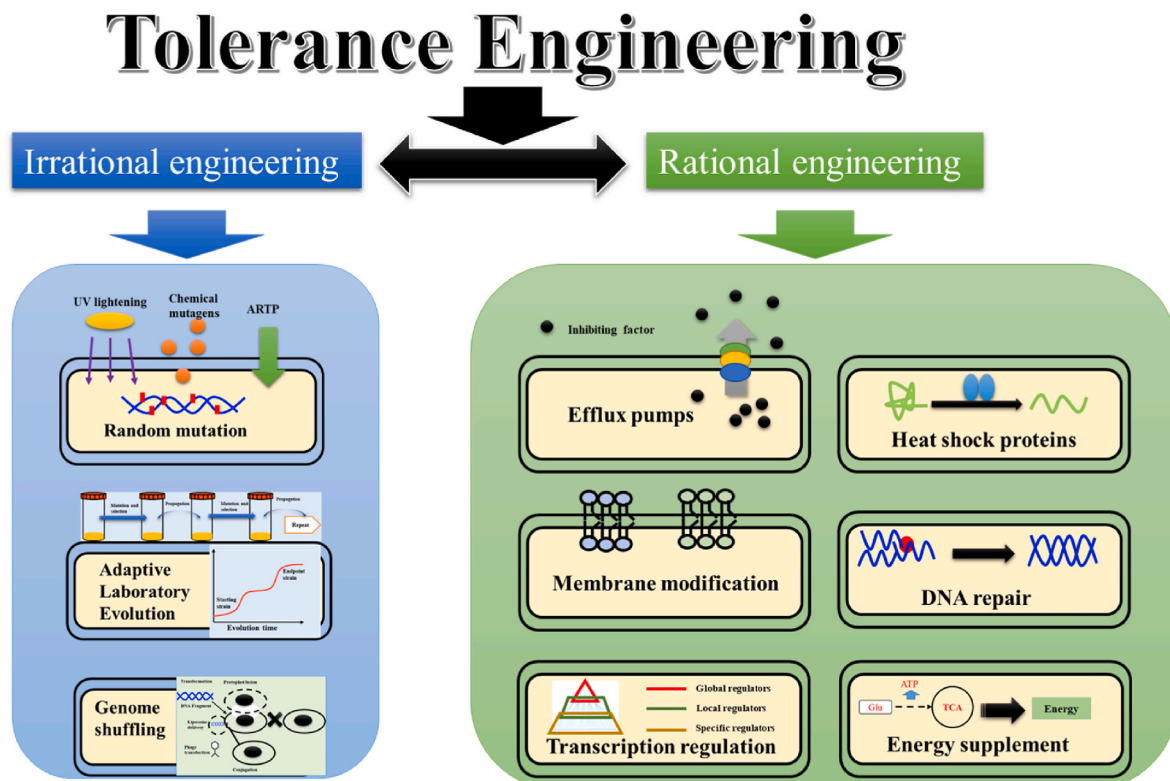 Tolerance Engineering
Irrational engineering
Rational engineering
UV lightening
Chemical
mutagens
ARTP
Random mutation
Mutation and
selection
Propagation
Mutation and
selection
Propagation
Repeat
Adaptive
Laboratory
Evolution
Starting
strain
Endpoint
strain
Evolution time
Genome
shuffling
Transformation
DNA Fragment
Protoplast fusion
Liposome
delivery
Phage
transduction
Conjugation
Inhibiting factor
Efflux pumps
Heat shock proteins
Membrane modification
DNA repair
Global regulators
Local regulators
Specific regulators
Transcription regulation
ATP
Glu
TCA
Energy
Energy supplement